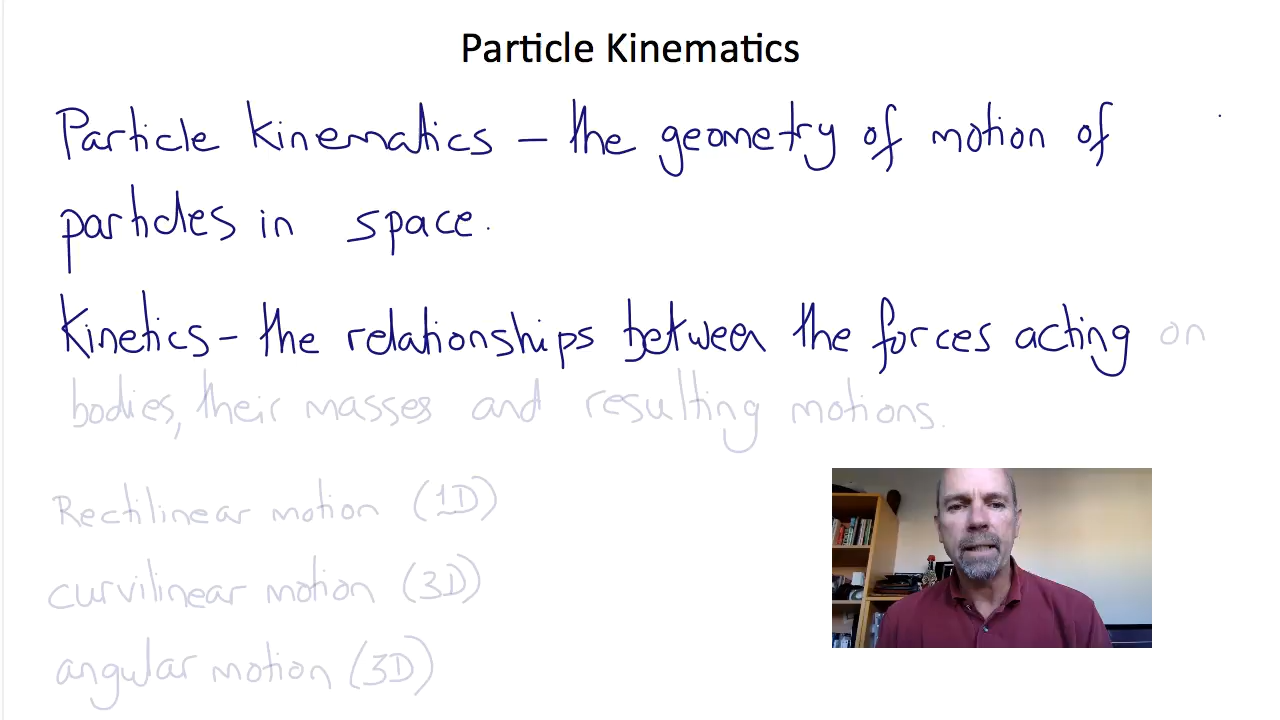 Particle Kinematics
Particle kinematics – the geometry of motion of
particles in space.
Kinetics – the relationships between the forces acting on
bodies, their masses and resulting motions.
Rectilinear motion (1D)
curvilinear motion (3D)
angular motion (3D)